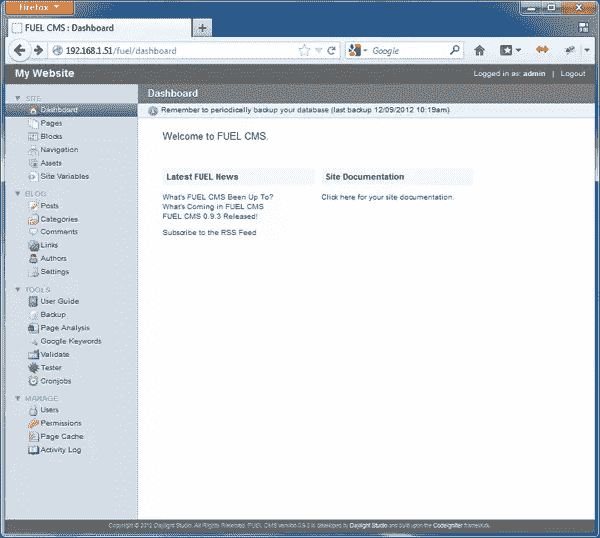 Firefox
FUEL CMS : Dashboard
192.168.1.51/fuel/dashboard
Google
My Website
Logged in as: admin | Logout
SITE
Dashboard
Pages
Blocks
Navigation
Assets
Site Variables
BLOG
Posts
Categories
Comments
Links
Authors
Settings
TOOLS
User Guide
Backup
Page Analysis
Google Keywords
Validate
Tester
Cronjobs
MANAGE
Users
Permissions
Page Cache
Activity Log
Dashboard
Remember to periodically backup your database (last backup 12/09/2012 10:19am).
Welcome to FUEL CMS.
Latest FUEL News
What's FUEL CMS Been Up To?
What's Coming in FUEL CMS
FUEL CMS 0.9.3 Released!
Subscribe to the RSS Feed
Site Documentation
Click here for your site documentation.
Copyright © 2012 Daylight Studio. All Rights Reserved. FUEL CMS version 0.9.3 is developed by Daylight Studio and built upon the CodeIgniter framework.